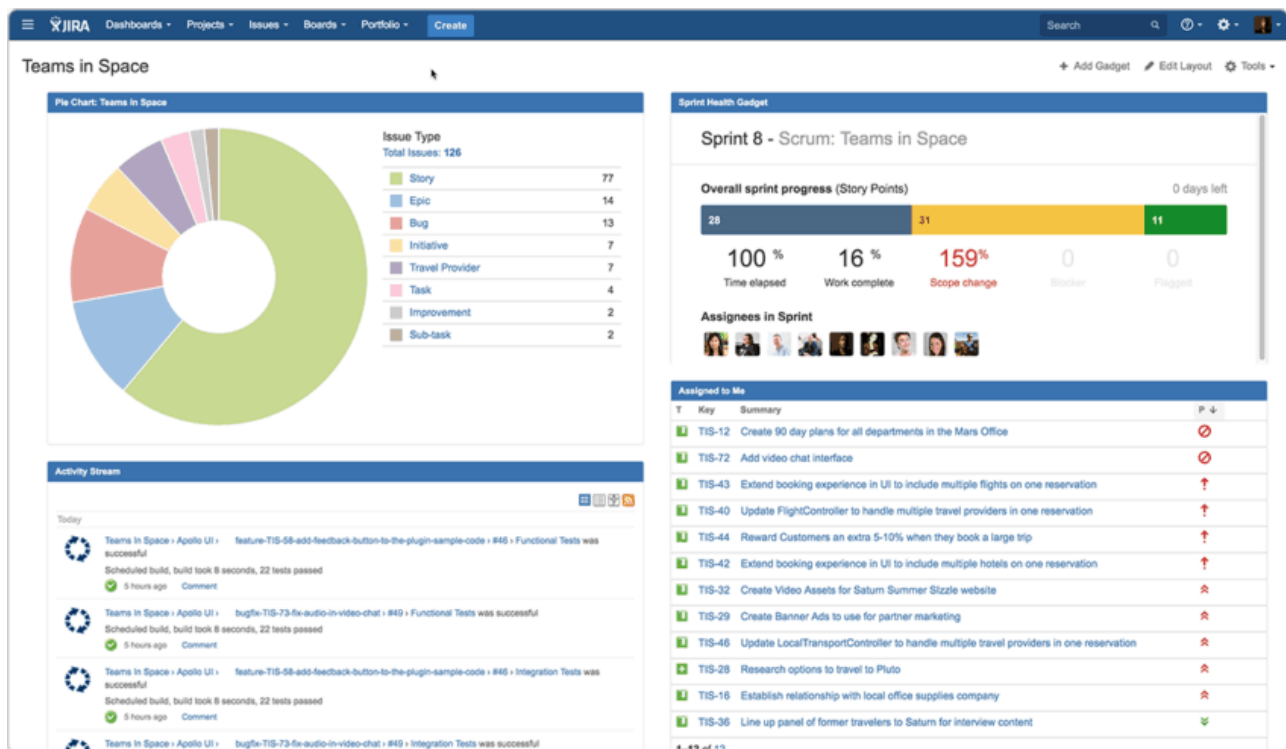 JIRA Dashboards Projects Issues Boards Portfolio Create Search
Teams in Space
+ Add Gadget Edit Layout Tools
Pie Chart: Teams in Space
Issue Type
Total Issues: 126
Story 77
Epic 14
Bug 13
Initiative 7
Travel Provider 7
Task 4
Improvement 2
Sub-task 2
Activity Stream
Today
Teams In Space › Apollo UI › feature-TIS-58-add-feedback-button-to-the-plugin-sample-code › #46 › Functional Tests was
successful
Scheduled build, build took 8 seconds, 22 tests passed
5 hours ago Comment
Teams In Space › Apollo UI › bugfix-TIS-73-fix-audio-in-video-chat › #49 › Functional Tests was successful
Scheduled build, build took 8 seconds, 22 tests passed
5 hours ago Comment
Teams In Space › Apollo UI › feature-TIS-58-add-feedback-button-to-the-plugin-sample-code › #46 › Integration Tests was
successful
Scheduled build, build took 8 seconds, 22 tests passed
5 hours ago Comment
Teams In Space › Apollo UI › bugfix-TIS-73-fix-audio-in-video-chat › #49 › Integration Tests was successful
Sprint Health Gadget
Sprint 8 - Scrum: Teams in Space
Overall sprint progress (Story Points) 0 days left
28 31 11
100 % 16 % 159% 0 0
Time elapsed Work complete Scope change Blocker Flagged
Assignees in Sprint
Assigned to Me
T Key Summary P
TIS-12 Create 90 day plans for all departments in the Mars Office
TIS-72 Add video chat interface
TIS-43 Extend booking experience in UI to include multiple flights on one reservation
TIS-40 Update FlightController to handle multiple travel providers in one reservation
TIS-44 Reward Customers an extra 5-10% when they book a large trip
TIS-42 Extend booking experience in UI to include multiple hotels on one reservation
TIS-32 Create Video Assets for Saturn Summer SIzzle website
TIS-29 Create Banner Ads to use for partner marketing
TIS-46 Update LocalTransportController to handle multiple travel providers in one reservation
TIS-28 Research options to travel to Pluto
TIS-16 Establish relationship with local office supplies company
TIS-36 Line up panel of former travelers to Saturn for interview content